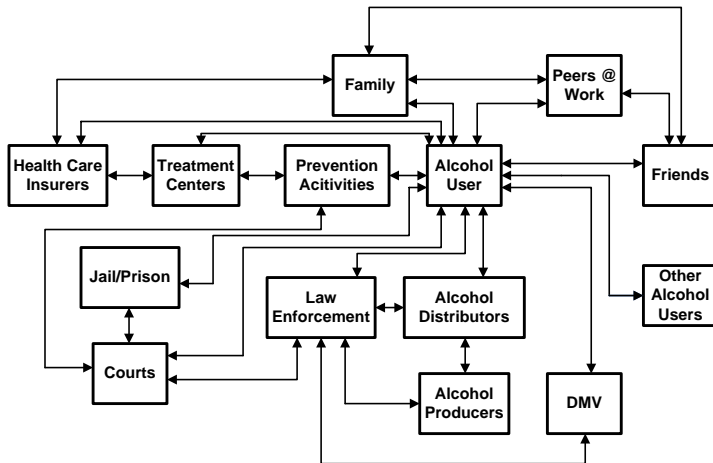 Family
Peers @
Work
Health Care
Insurers
Treatment
Centers
Prevention
Acitivities
Alcohol
User
Friends
Jail/Prison
Law
Enforcement
Alcohol
Distributors
Other
Alcohol
Users
Courts
Alcohol
Producers
DMV